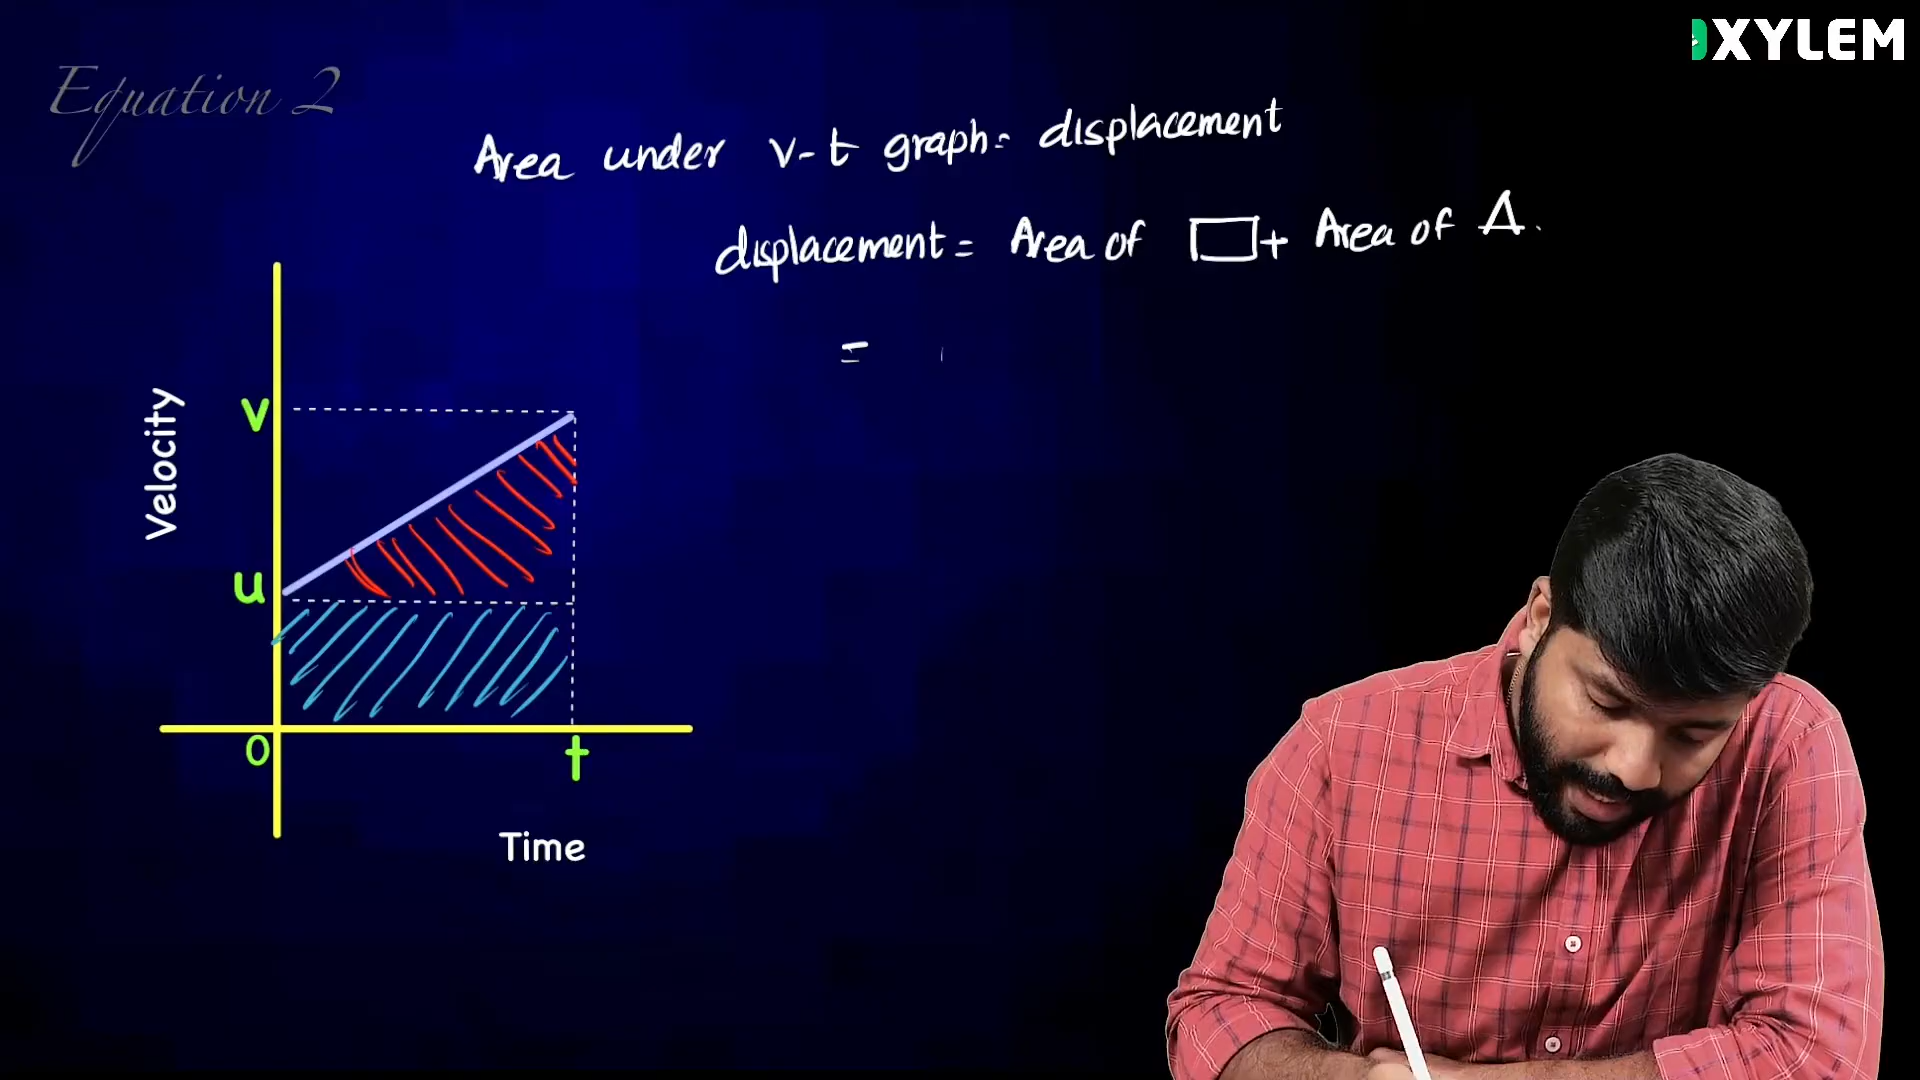 XYLEM
Equation 2
Area under v-t graph = displacement
displacement = Area of □ + Area of Δ.
=
Velocity
v
u
0
t
Time